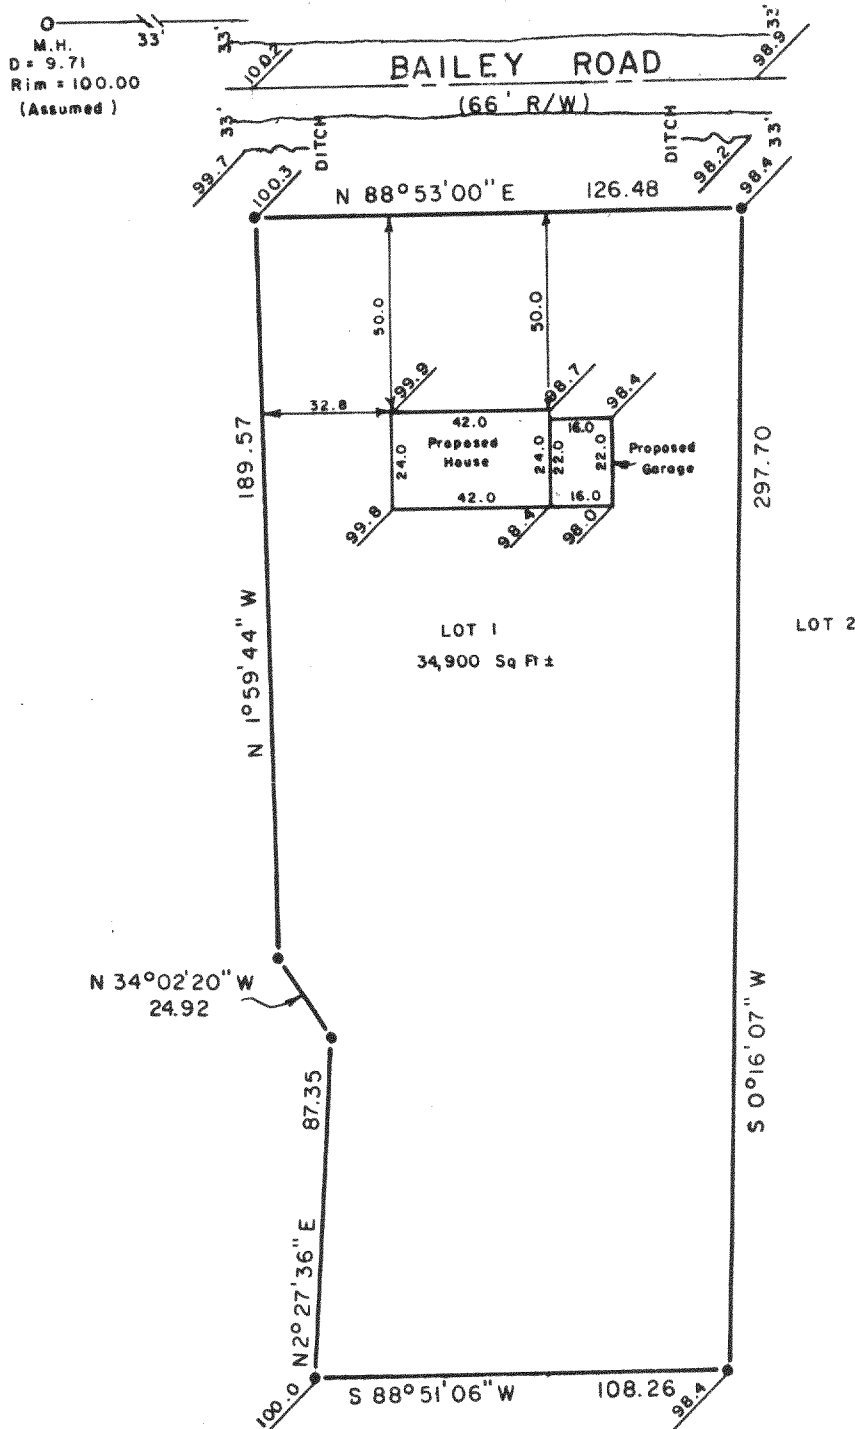 M.H.
D = 9.71
Rim = 100.00
(Assumed)
33'
33'
100.2
BAILEY ROAD
98.9
33'
(66' R/W)
33'
DITCH
DITCH
33'
99.7
100.3
98.2
98.4
N 88°53'00" E 126.48
50.0
50.0
99.9
98.7
98.4
32.8
42.0
16.0
Proposed
House
24.0
24.0
22.0
22.0
Proposed
Garage
42.0
16.0
99.8
98.4
98.0
189.57
297.70
N 1°59'44" W
LOT 1
34,900 Sq Ft ±
LOT 2
N 34°02'20" W
24.92
S 0°16'07" W
87.35
N 2°27'36" E
100.0
S 88°51'06" W 108.26
98.4